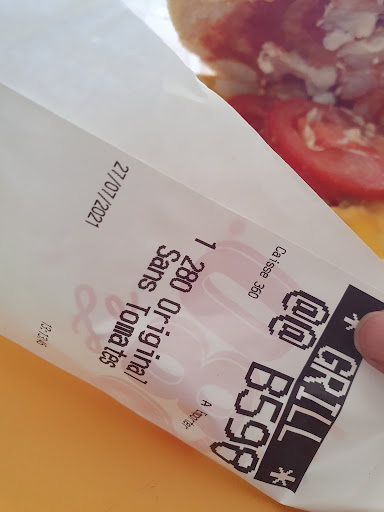 * GRILL *
@@ B598
Caisse 360 A Emporter
1 280 Original
Sans Tomates
27/07/2021